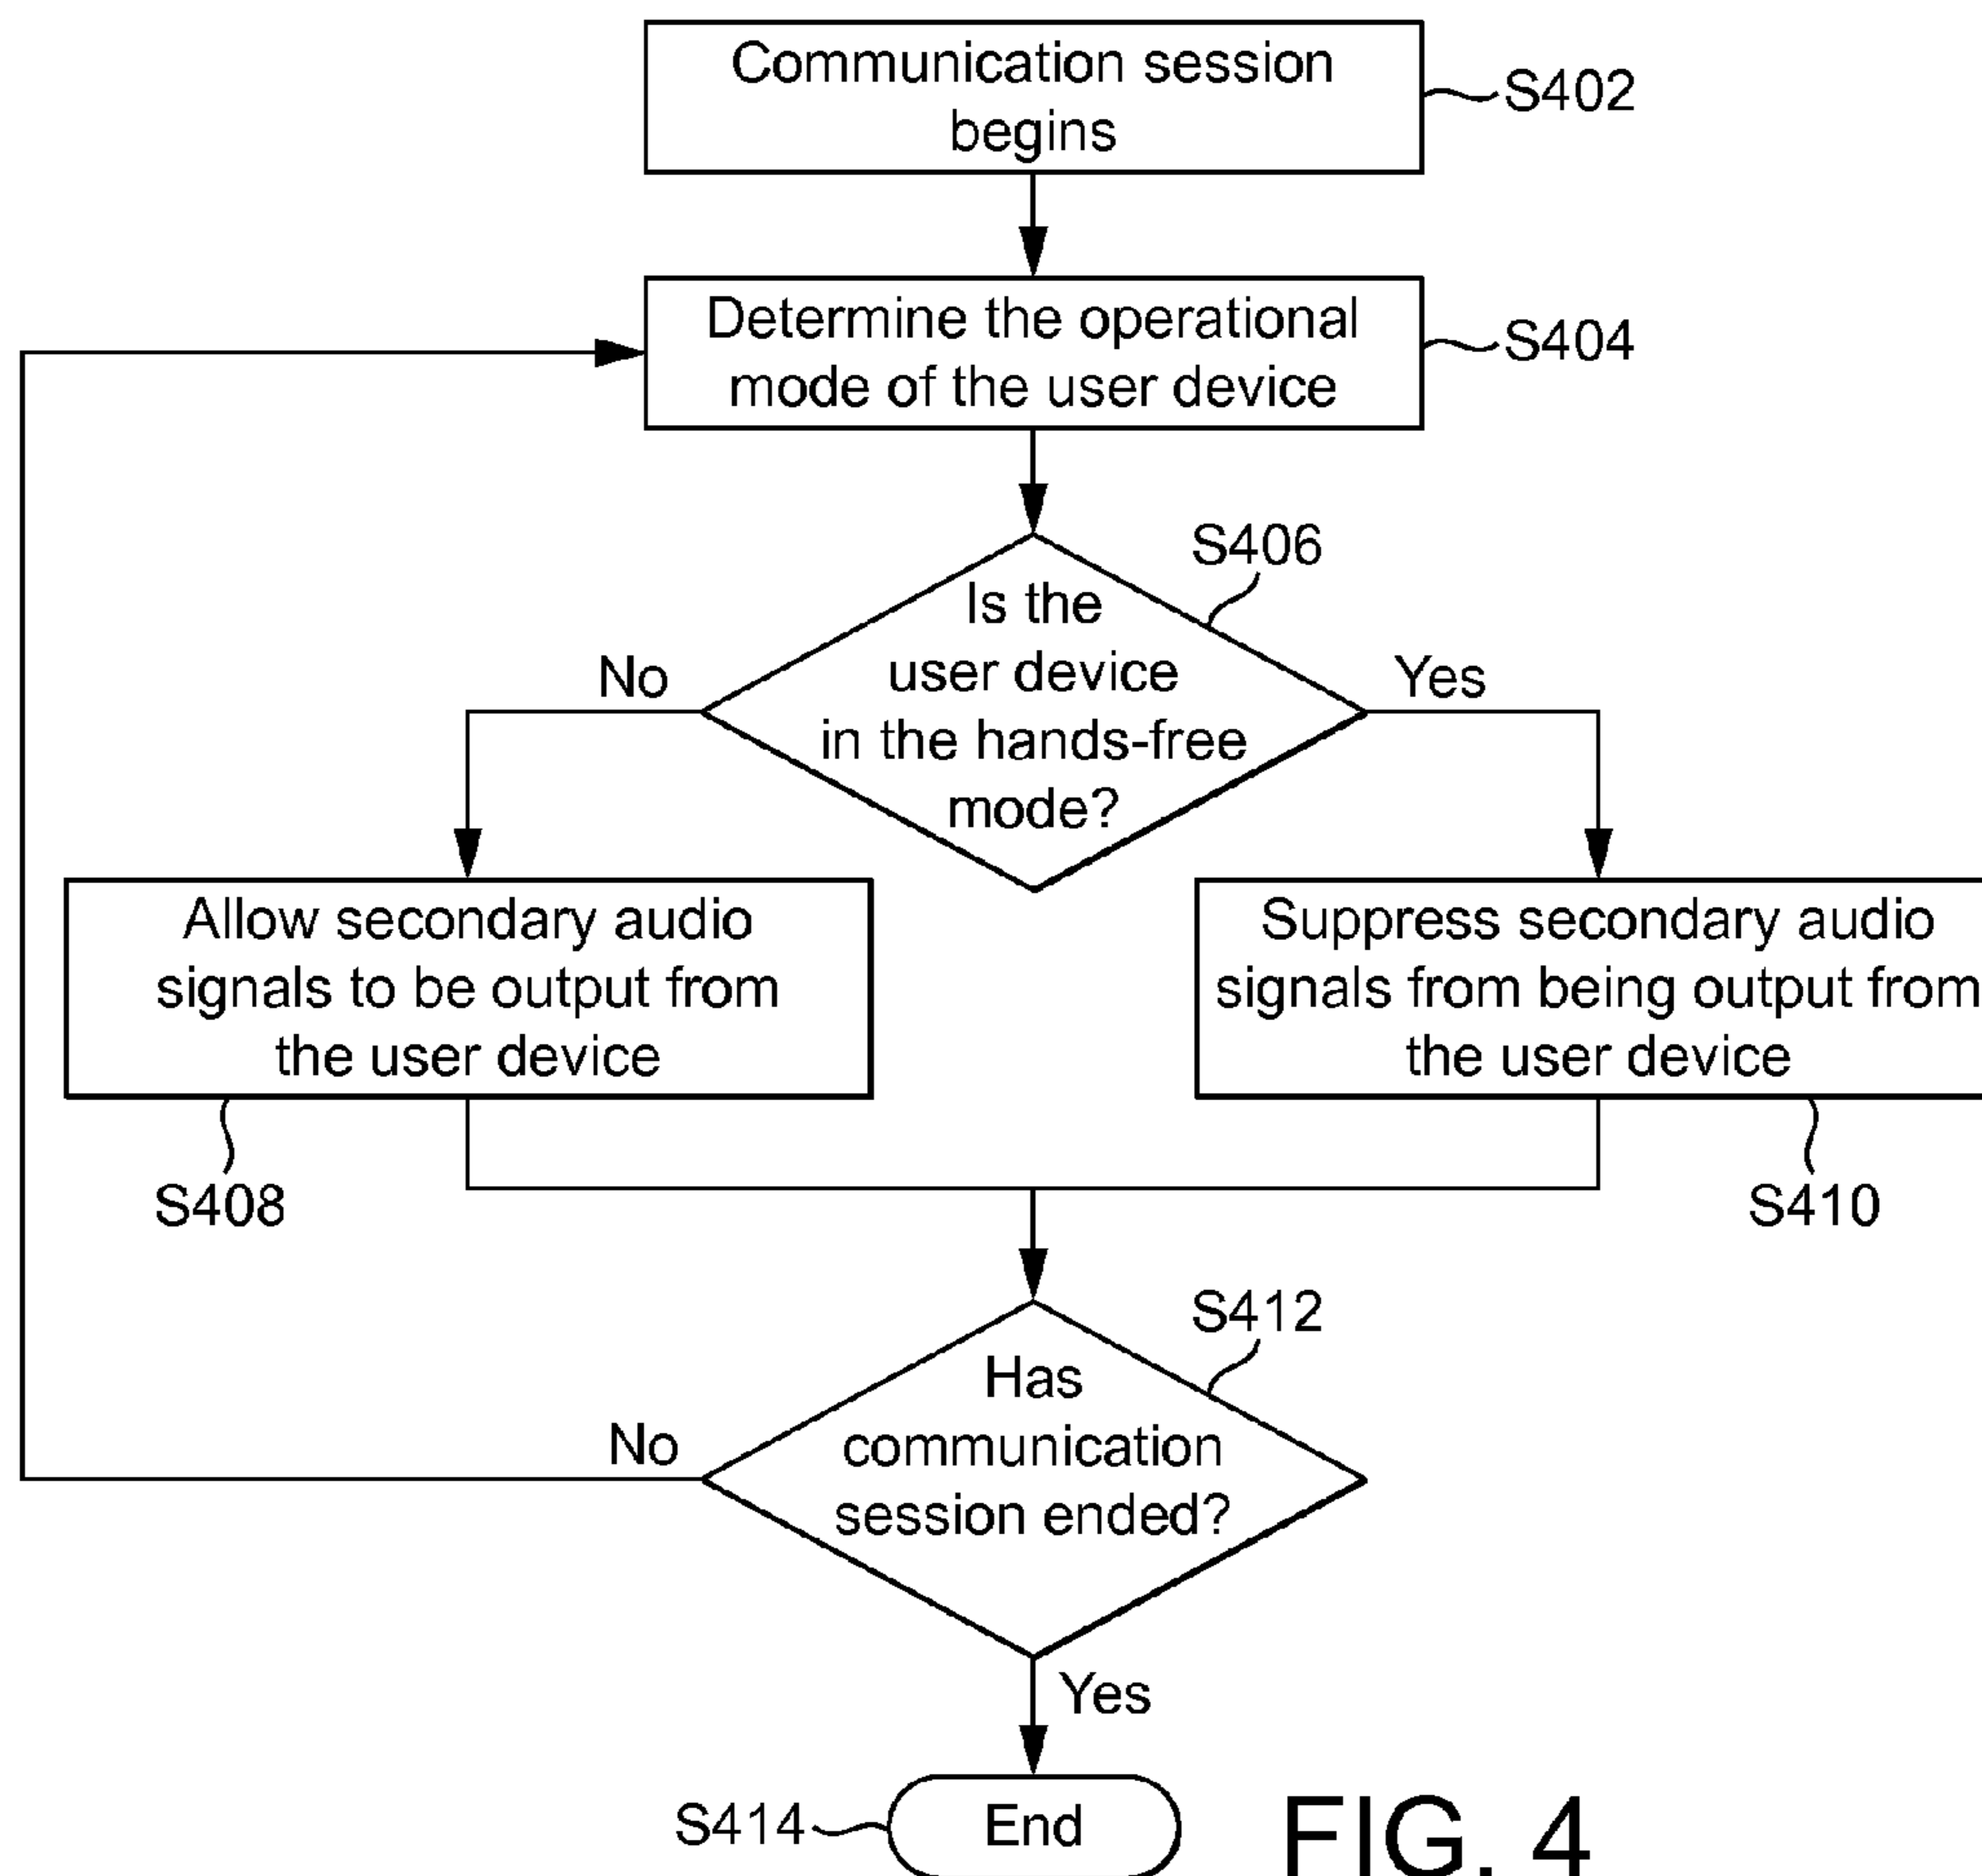 Communication session
begins
S402
Determine the operational
mode of the user device
S404
S406
Is the
user device
in the hands-free
mode?
No
Yes
Allow secondary audio
signals to be output from
the user device
Suppress secondary audio
signals from being output from
the user device
S408
S410
S412
Has
communication
session ended?
No
Yes
S414
End
FIG. 4